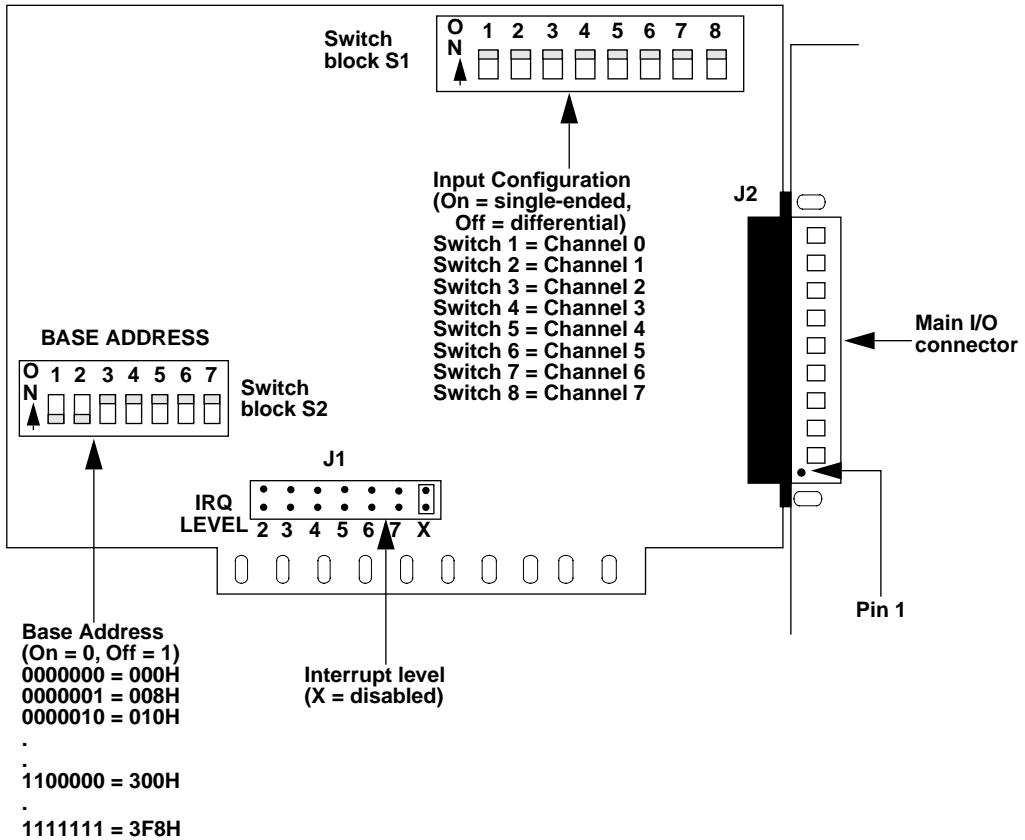 Switch
block S1
O
N
1 2 3 4 5 6 7 8
Input Configuration
(On = single-ended,
Off = differential)
Switch 1 = Channel 0
Switch 2 = Channel 1
Switch 3 = Channel 2
Switch 4 = Channel 3
Switch 5 = Channel 4
Switch 6 = Channel 5
Switch 7 = Channel 6
Switch 8 = Channel 7
J2
Main I/O
connector
Pin 1
BASE ADDRESS
O
N
1 2 3 4 5 6 7
Switch
block S2
J1
IRQ
LEVEL
2 3 4 5 6 7 X
Base Address
(On = 0, Off = 1)
0000000 = 000H
0000001 = 008H
0000010 = 010H
.
.
1100000 = 300H
.
1111111 = 3F8H
Interrupt level
(X = disabled)